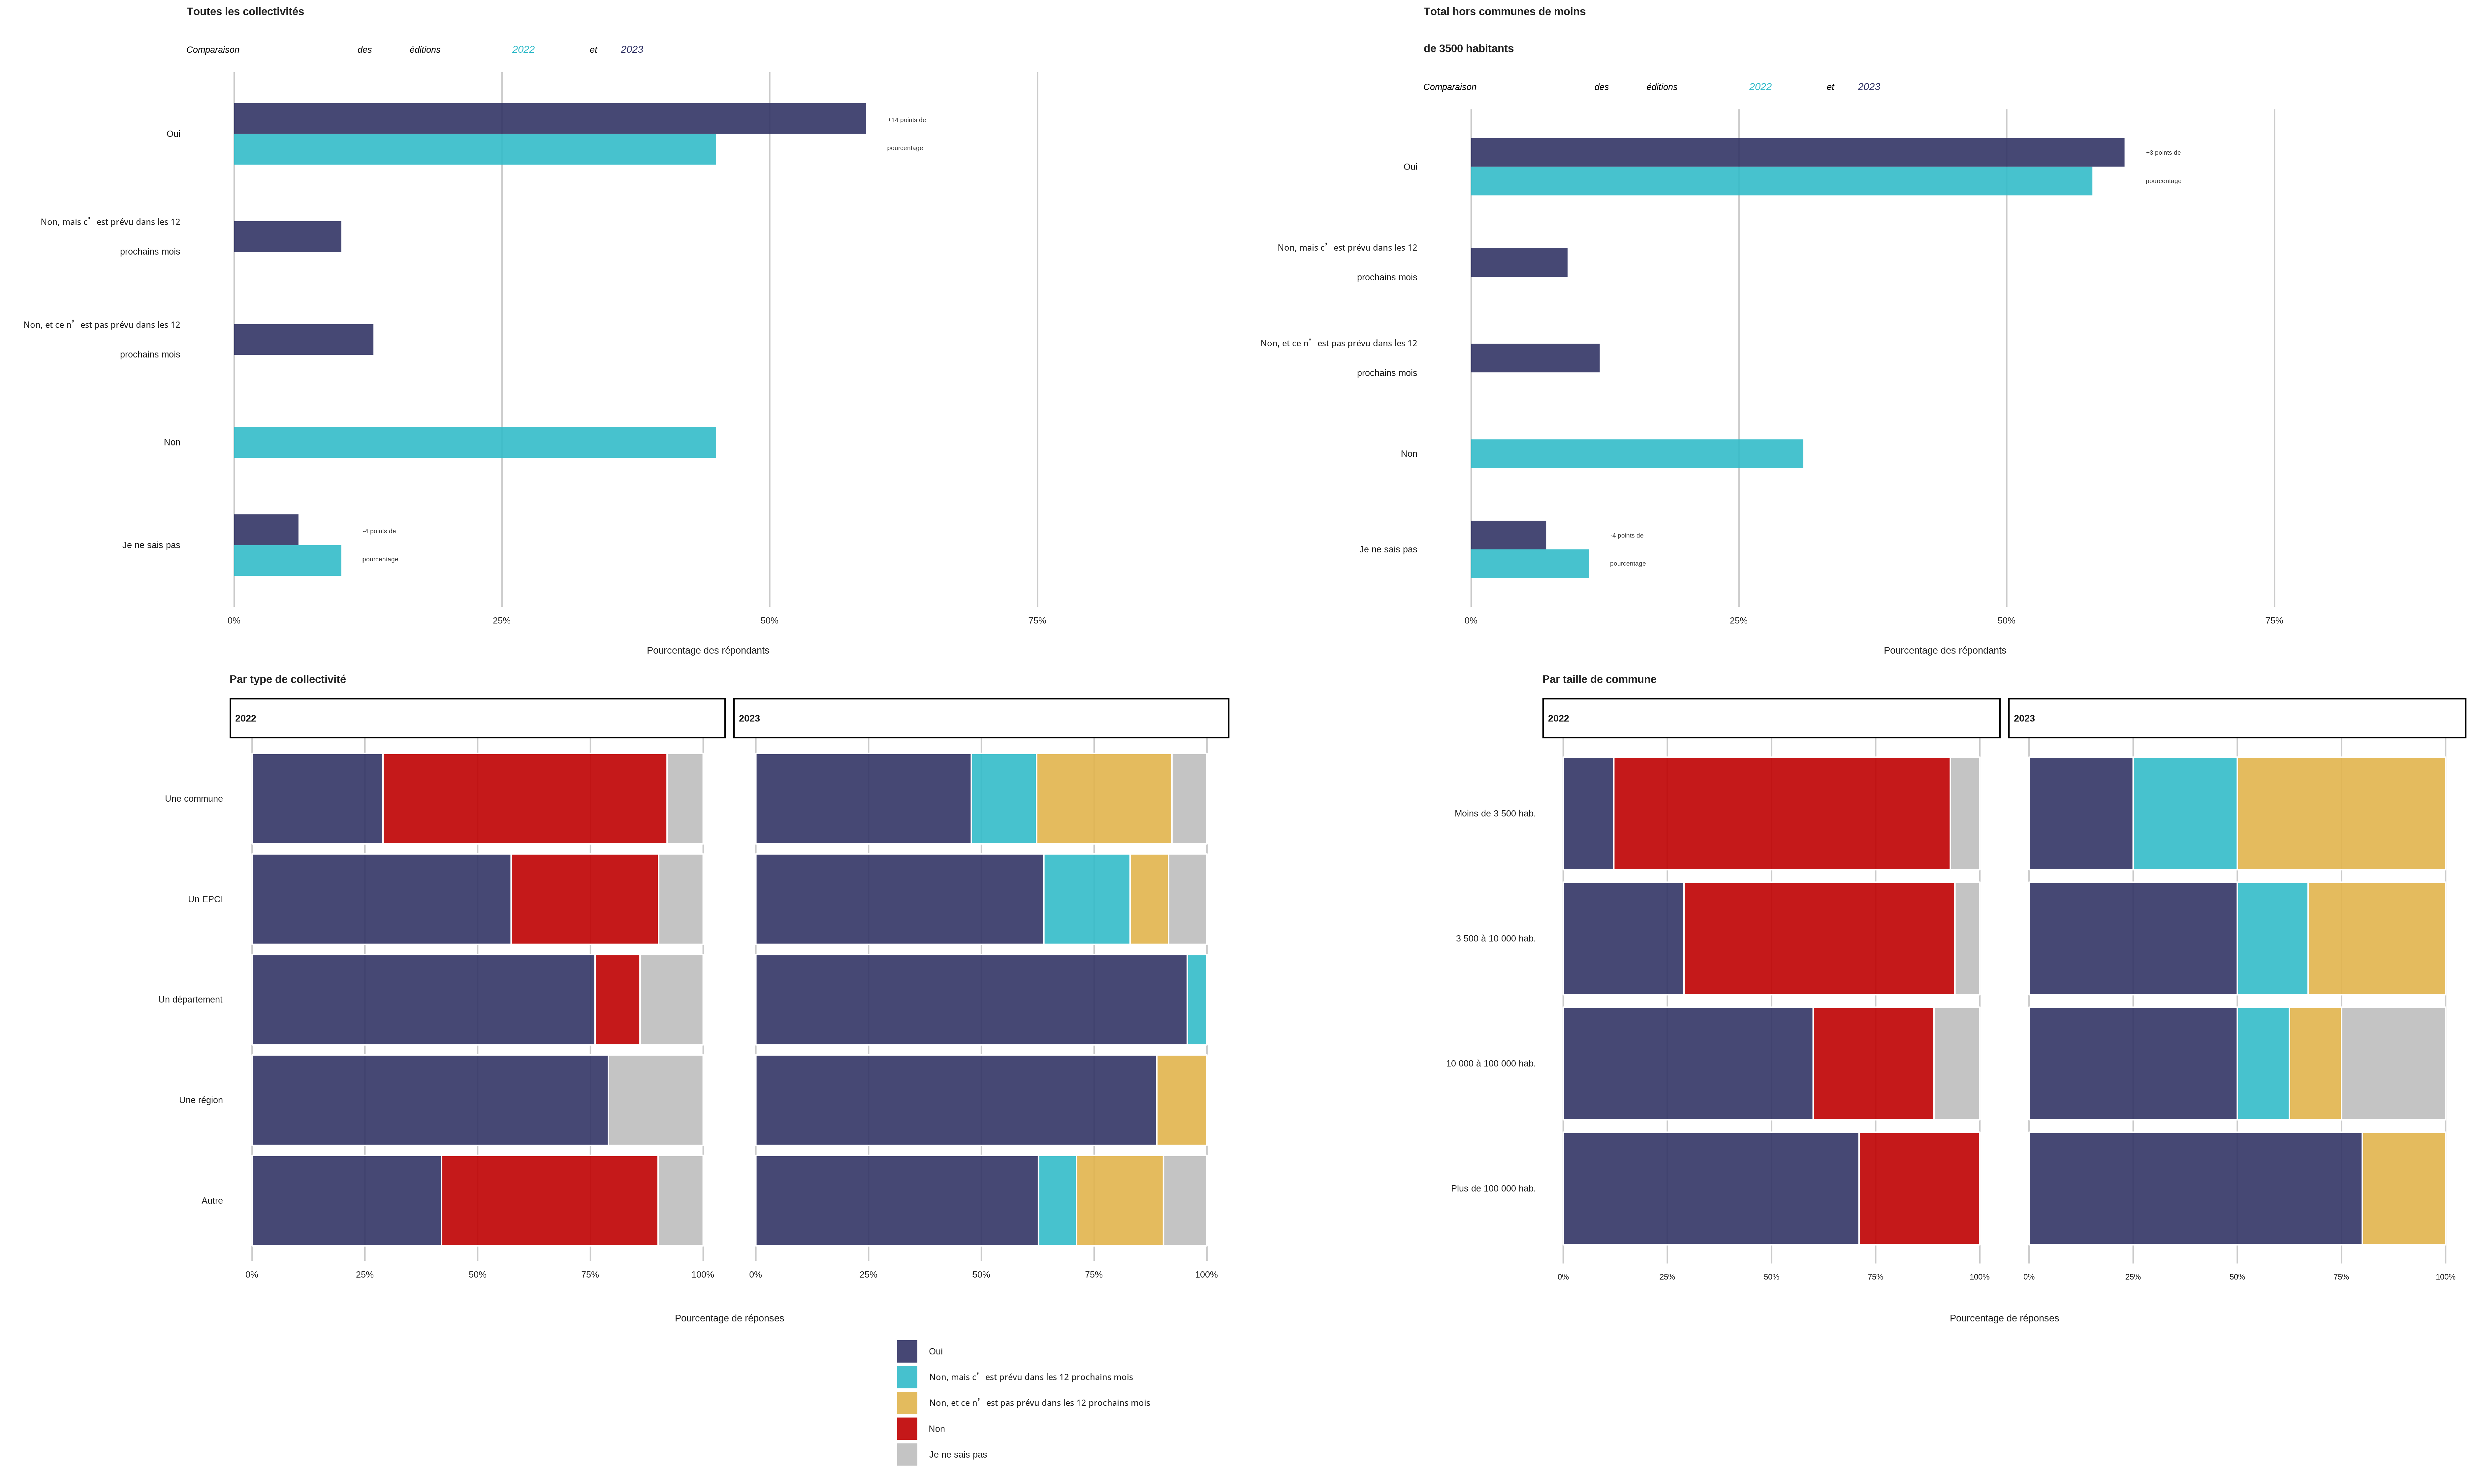 Toutes les collectivités
Comparaison des éditions 2022 et 2023
Oui
+14 points de
pourcentage
Non, mais c’est prévu dans les 12
prochains mois
Non, et ce n’est pas prévu dans les 12
prochains mois
Non
Je ne sais pas
-4 points de
pourcentage
0% 25% 50% 75%
Pourcentage des répondants
Total hors communes de moins
de 3500 habitants
Comparaison des éditions 2022 et 2023
Oui
+3 points de
pourcentage
Non, mais c’est prévu dans les 12
prochains mois
Non, et ce n’est pas prévu dans les 12
prochains mois
Non
Je ne sais pas
-4 points de
pourcentage
0% 25% 50% 75%
Pourcentage des répondants
Par type de collectivité
2022 2023
Une commune
Un EPCI
Un département
Une région
Autre
0% 25% 50% 75% 100% 0% 25% 50% 75% 100%
Pourcentage de réponses
Par taille de commune
2022 2023
Moins de 3 500 hab.
3 500 à 10 000 hab.
10 000 à 100 000 hab.
Plus de 100 000 hab.
0% 25% 50% 75% 100% 0% 25% 50% 75% 100%
Pourcentage de réponses
Oui
Non, mais c’est prévu dans les 12 prochains mois
Non, et ce n’est pas prévu dans les 12 prochains mois
Non
Je ne sais pas